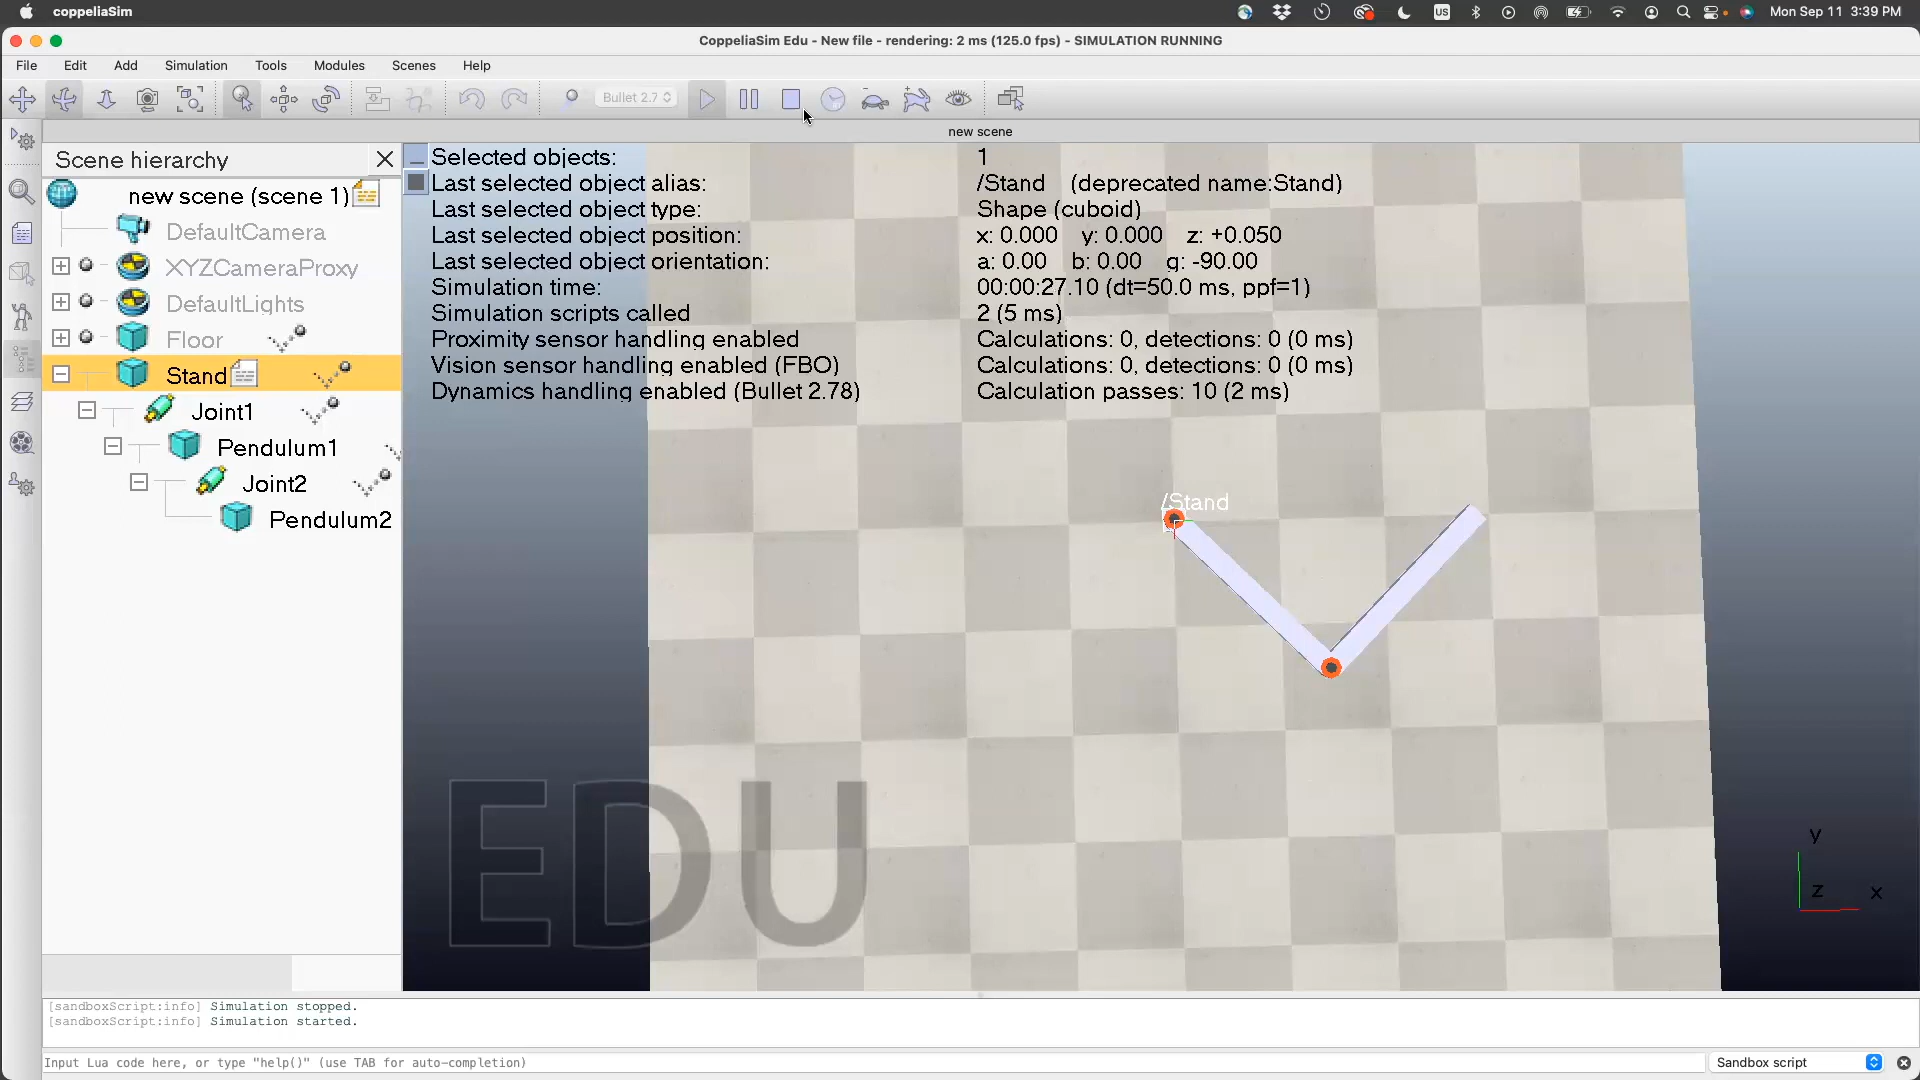 coppeliaSim
US
Mon Sep 11 3:39 PM
CoppeliaSim Edu - New file - rendering: 2 ms (125.0 fps) - SIMULATION RUNNING
File Edit Add Simulation Tools Modules Scenes Help
Bullet 2.7
new scene
Scene hierarchy
new scene (scene 1)
DefaultCamera
XYZCameraProxy
DefaultLights
Floor
Stand
Joint1
Pendulum1
Joint2
Pendulum2
Selected objects: 1
Last selected object alias: /Stand (deprecated name:Stand)
Last selected object type: Shape (cuboid)
Last selected object position: x: 0.000 y: 0.000 z: +0.050
Last selected object orientation: a: 0.00 b: 0.00 g: -90.00
Simulation time: 00:00:27.10 (dt=50.0 ms, ppf=1)
Simulation scripts called 2 (5 ms)
Proximity sensor handling enabled Calculations: 0, detections: 0 (0 ms)
Vision sensor handling enabled (FBO) Calculations: 0, detections: 0 (0 ms)
Dynamics handling enabled (Bullet 2.78) Calculation passes: 10 (2 ms)
/Stand
EDU
y
z x
[sandboxScript:info] Simulation stopped.
[sandboxScript:info] Simulation started.
Input Lua code here, or type "help()" (use TAB for auto-completion)
Sandbox script